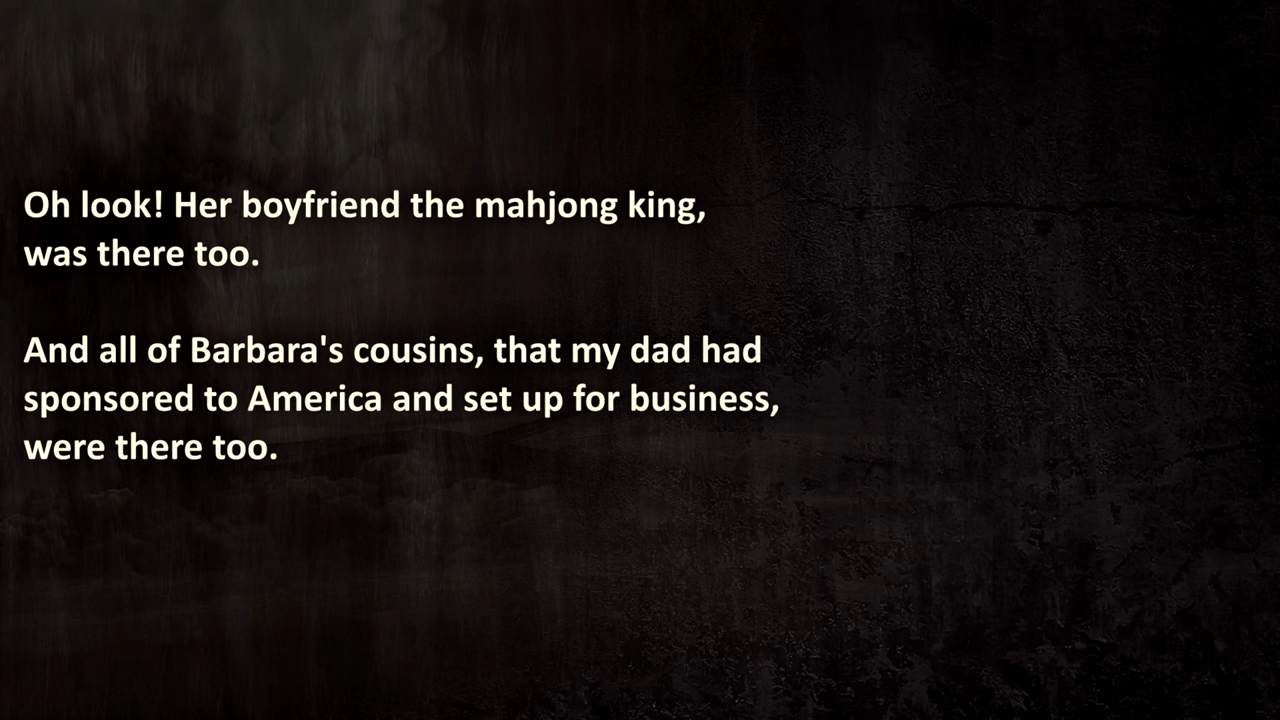 Oh look! Her boyfriend the mahjong king,
was there too.
And all of Barbara's cousins, that my dad had
sponsored to America and set up for business,
were there too.